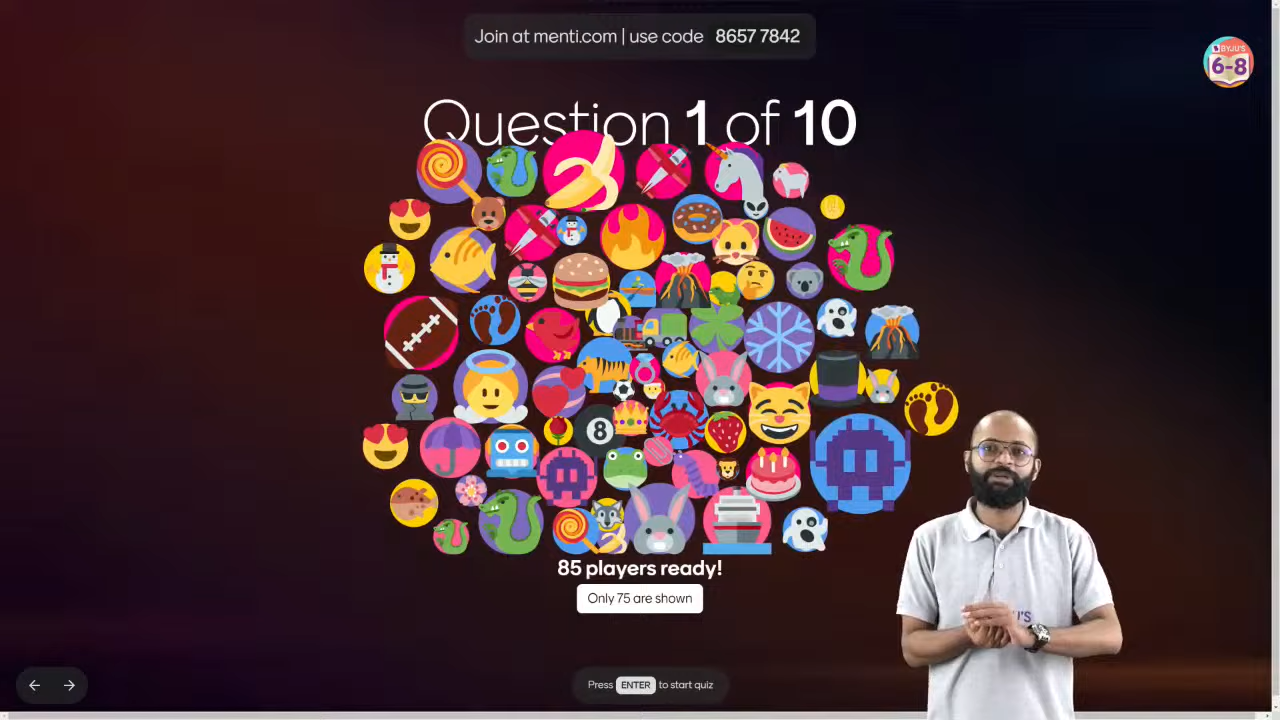 Join at menti.com | use code 8657 7842
BYJU'S
6-8
Question 1 of 10
8
85 players ready!
Only 75 are shown
Press ENTER to start quiz